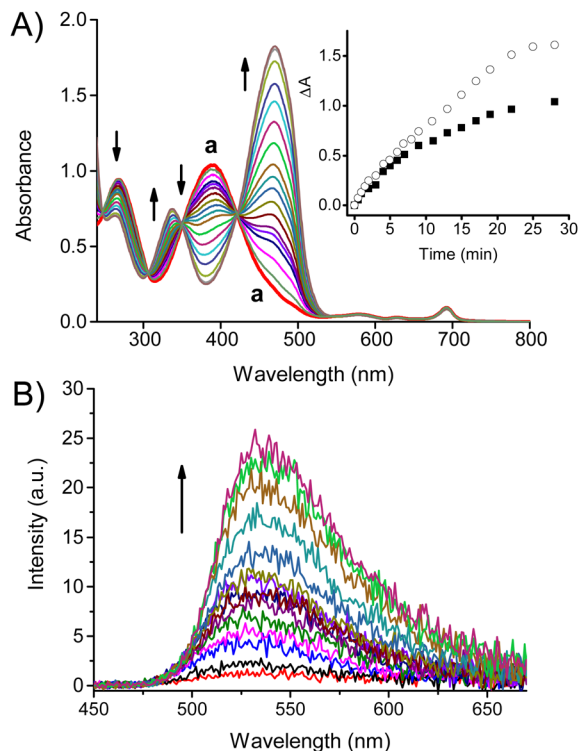 A)
2.0
1.5
1.0
0.5
0.0
Absorbance
a
a
300 400 500 600 700 800
Wavelength (nm)
1.5
1.0
0.5
0.0
ΔA
0 5 10 15 20 25 30
Time (min)
B)
30
25
20
15
10
5
0
Intensity (a.u.)
450 500 550 600 650
Wavelength (nm)